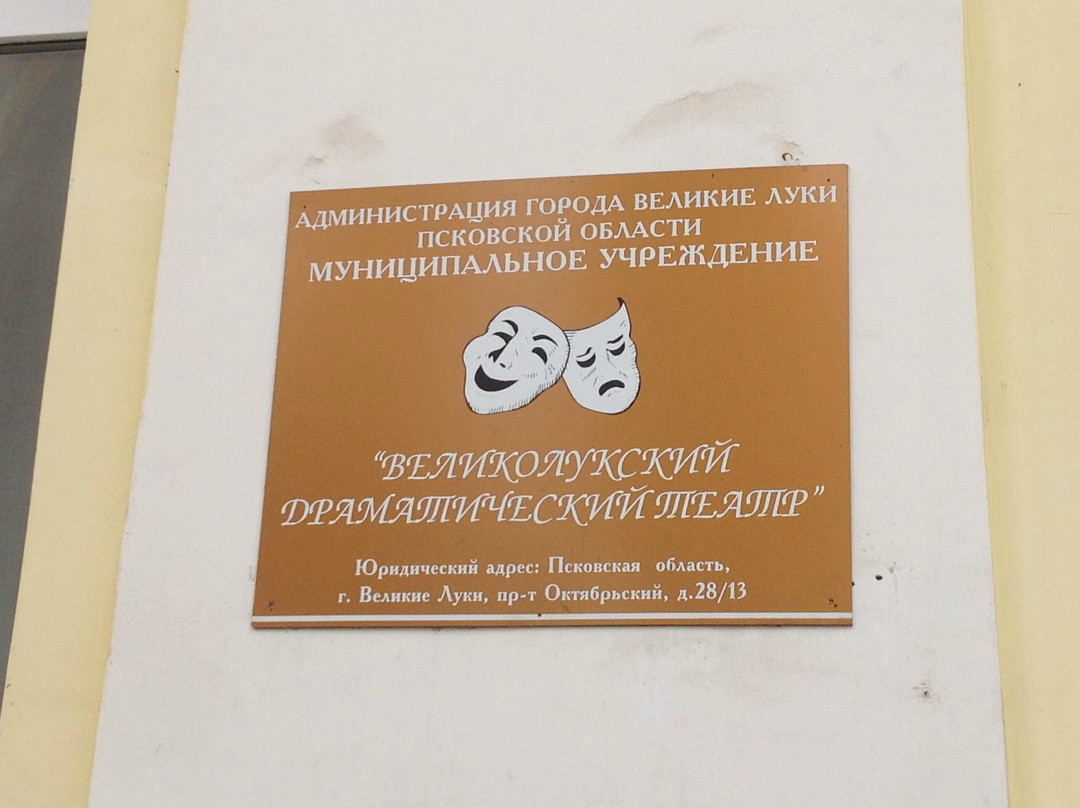 АДМИНИСТРАЦИЯ ГОРОДА ВЕЛИКИЕ ЛУКИ
ПСКОВСКОЙ ОБЛАСТИ
МУНИЦИПАЛЬНОЕ УЧРЕЖДЕНИЕ
“ВЕЛИКОЛУКСКИЙ
ДРАМАТИЧЕСКИЙ ТЕАТР”
Юридический адрес: Псковская область,
г. Великие Луки, пр-т Октябрьский, д.28/13